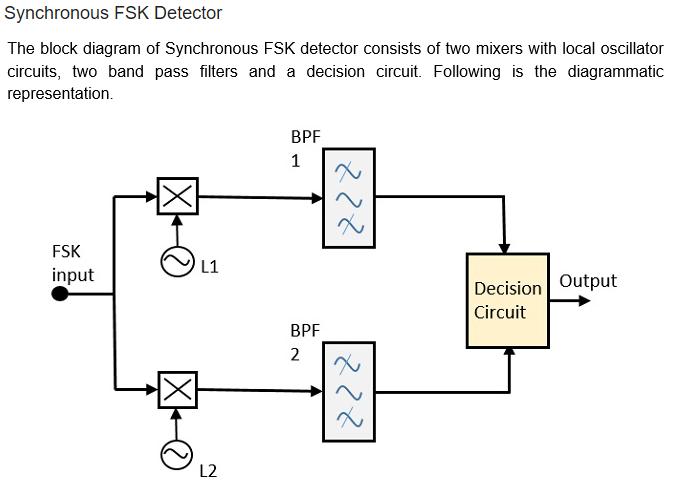 Synchronous FSK Detector
The block diagram of Synchronous FSK detector consists of two mixers with local oscillator
circuits, two band pass filters and a decision circuit. Following is the diagrammatic
representation.
BPF
1
FSK
input
L1
Decision
Circuit
Output
BPF
2
L2